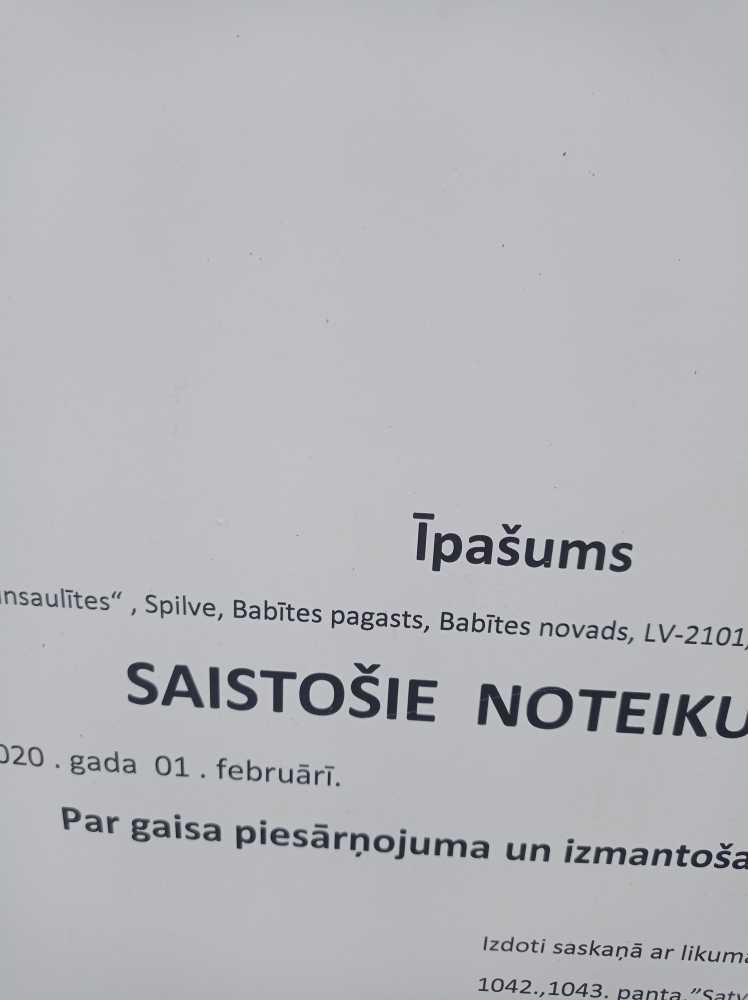 Īpašums
nsaulītes“ , Spilve, Babītes pagasts, Babītes novads, LV-2101,
SAISTOŠIE NOTEIKU
020 . gada 01 . februārī.
Par gaisa piesārņojuma un izmantoša
Izdoti saskaņā ar likuma
1042.,1043. panta,”Satv